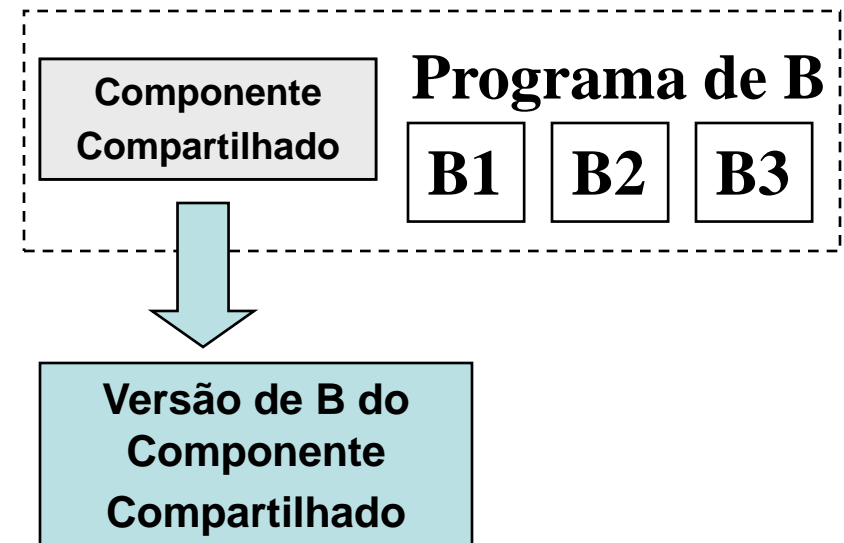 Componente
Compartilhado
Programa de B
B1 B2 B3
Versão de B do
Componente
Compartilhado